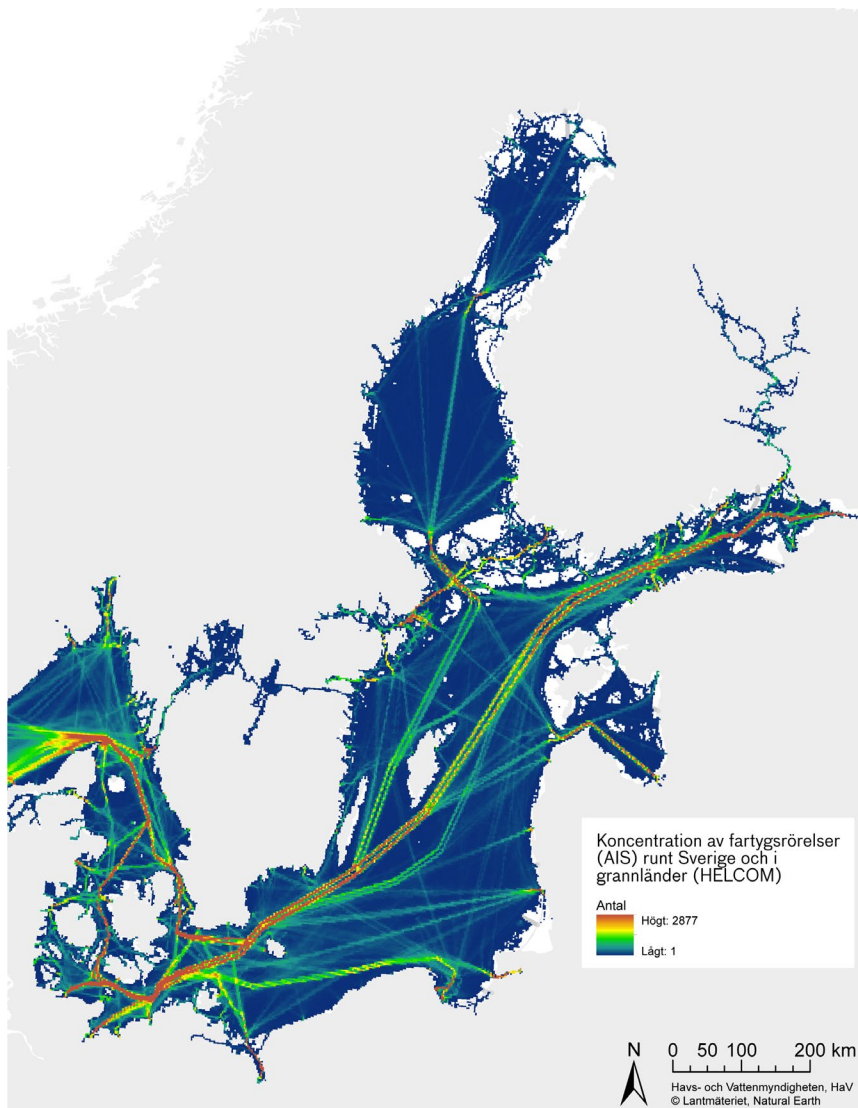 Koncentration av fartygsrörelser
(AIS) runt Sverige och i
grannländer (HELCOM)
Antal
Högt: 2877
Lågt: 1
N
0 50 100 200 km
Havs- och Vattenmyndigheten, HaV
© Lantmäteriet, Natural Earth